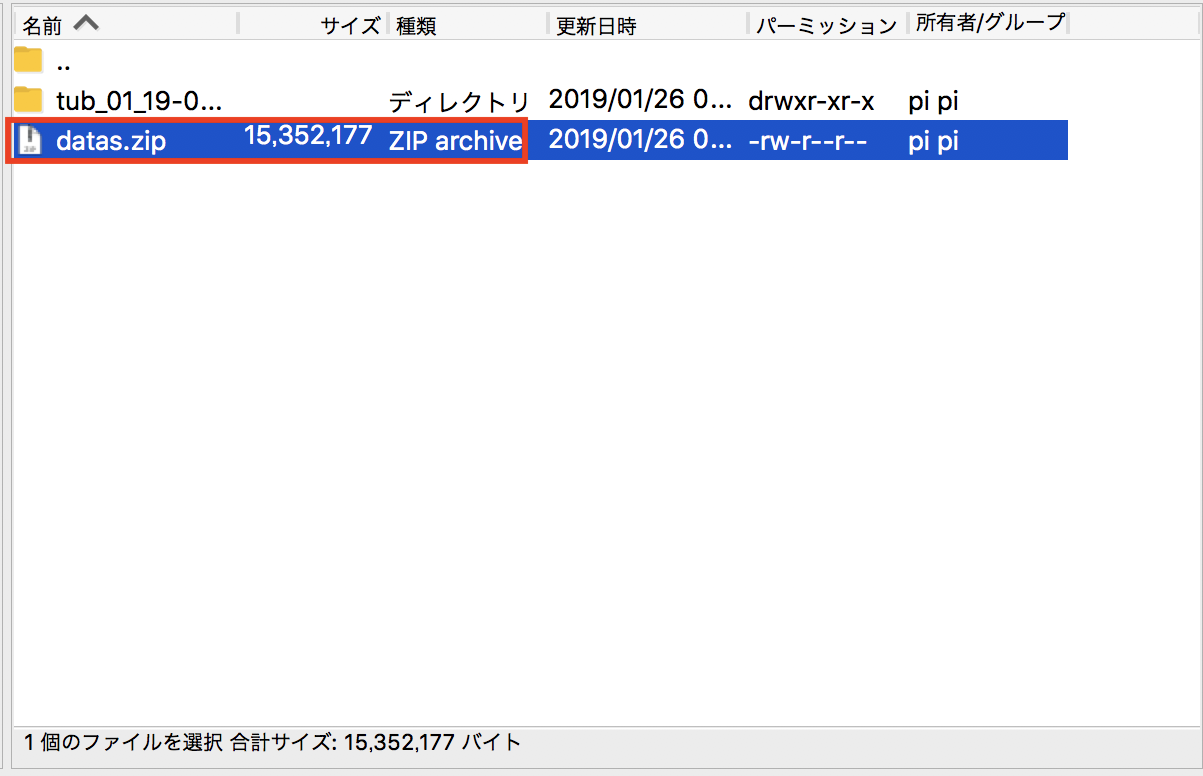 名前 サイズ 種類 更新日時 パーミッション 所有者/グループ
..
tub_01_19-0... ディレクトリ 2019/01/26 0... drwxr-xr-x pi pi
datas.zip 15,352,177 ZIP archive 2019/01/26 0... -rw-r--r-- pi pi
1 個のファイルを選択 合計サイズ: 15,352,177 バイト